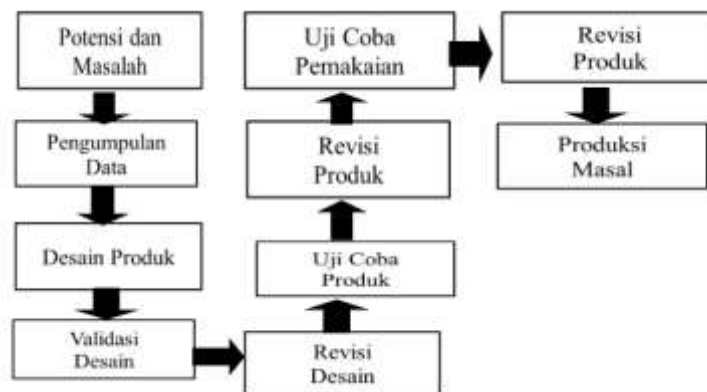 Potensi dan
Masalah
Pengumpulan
Data
Desain Produk
Validasi
Desain
Revisi
Desain
Uji Coba
Produk
Revisi
Produk
Uji Coba
Pemakaian
Revisi
Produk
Produksi
Masal